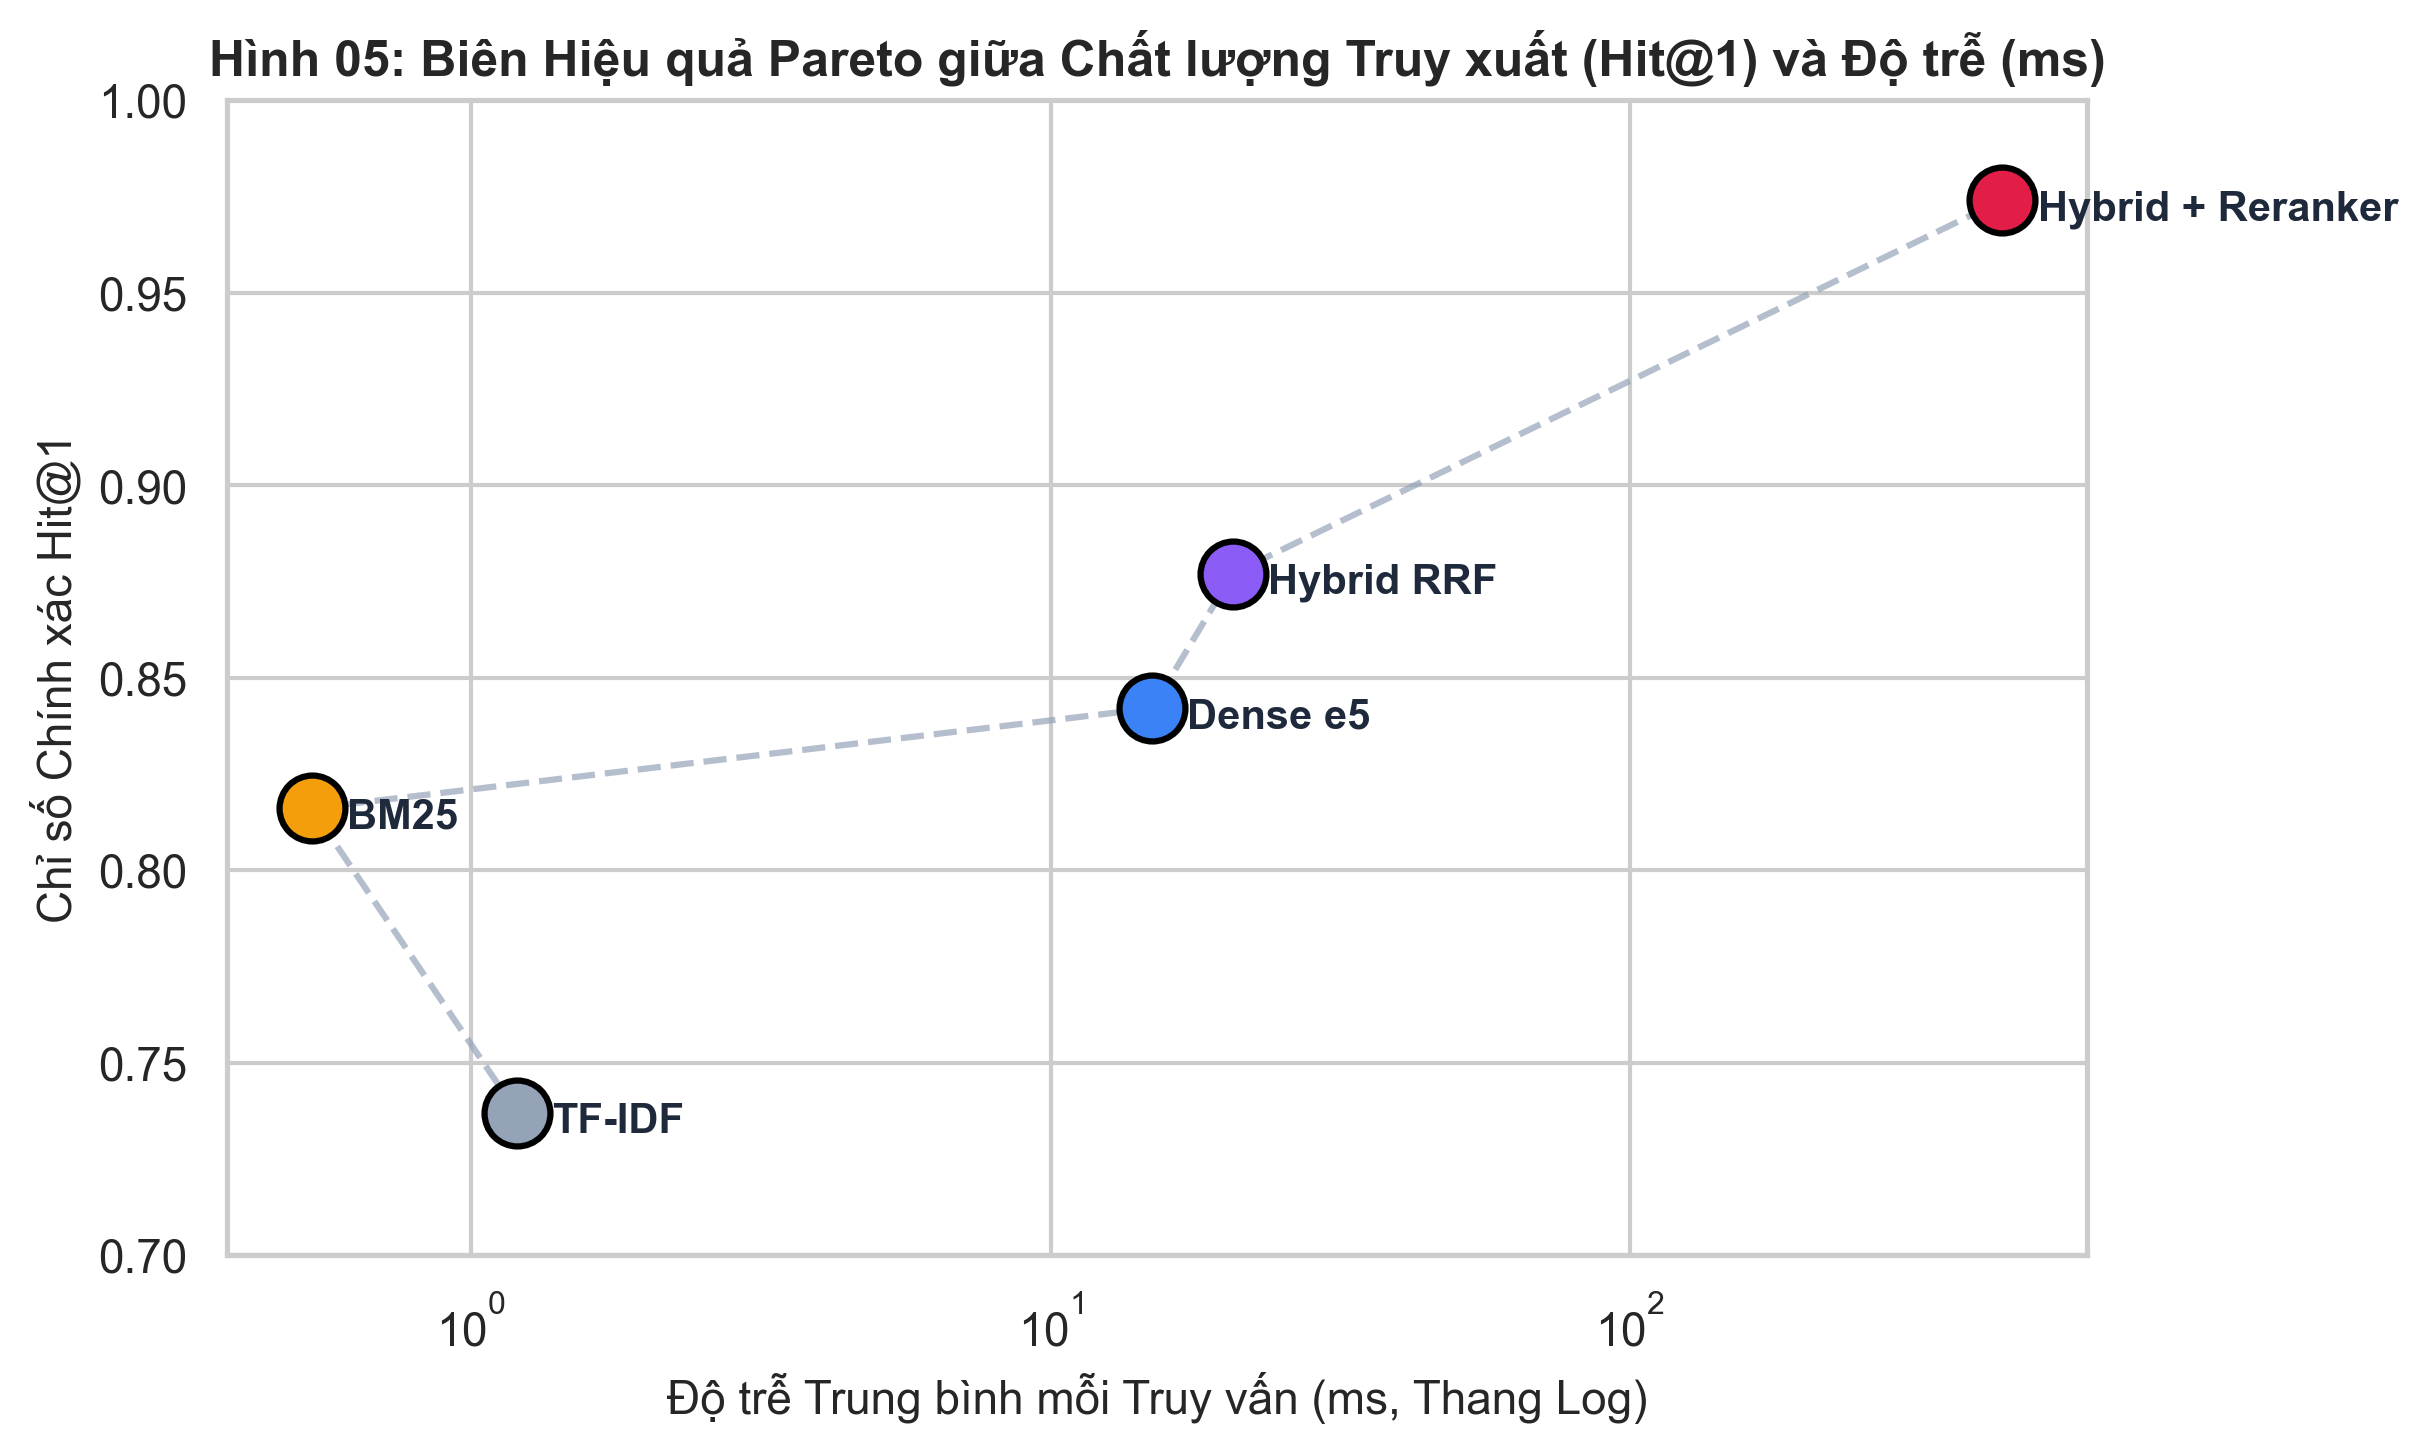 Hình 05: Biên Hiệu quả Pareto giữa Chất lượng Truy xuất (Hit@1) và Độ trễ (ms)
1.00
0.95
0.90
0.85
0.80
0.75
0.70
Chỉ số Chính xác Hit@1
Hybrid + Reranker
Hybrid RRF
Dense e5
BM25
TF-IDF
10⁰
10¹
10²
Độ trễ Trung bình mỗi Truy vấn (ms, Thang Log)